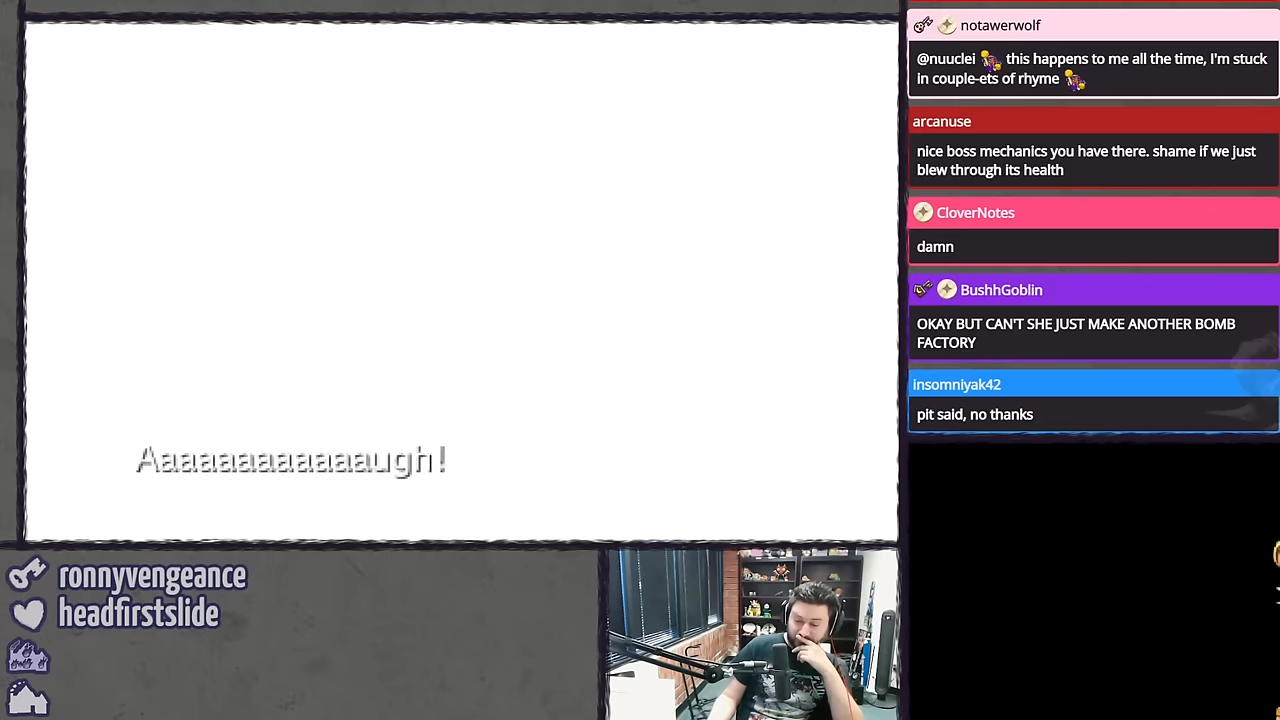 Aaaaaaaaaaaaaugh!
notawerwolf
@nuuclei this happens to me all the time, I'm stuck
in couple-ets of rhyme
arcanuse
nice boss mechanics you have there. shame if we just
blew through its health
CloverNotes
damn
BushhGoblin
OKAY BUT CAN'T SHE JUST MAKE ANOTHER BOMB
FACTORY
insomniyak42
pit said, no thanks
ronnyvengeance
headfirstslide